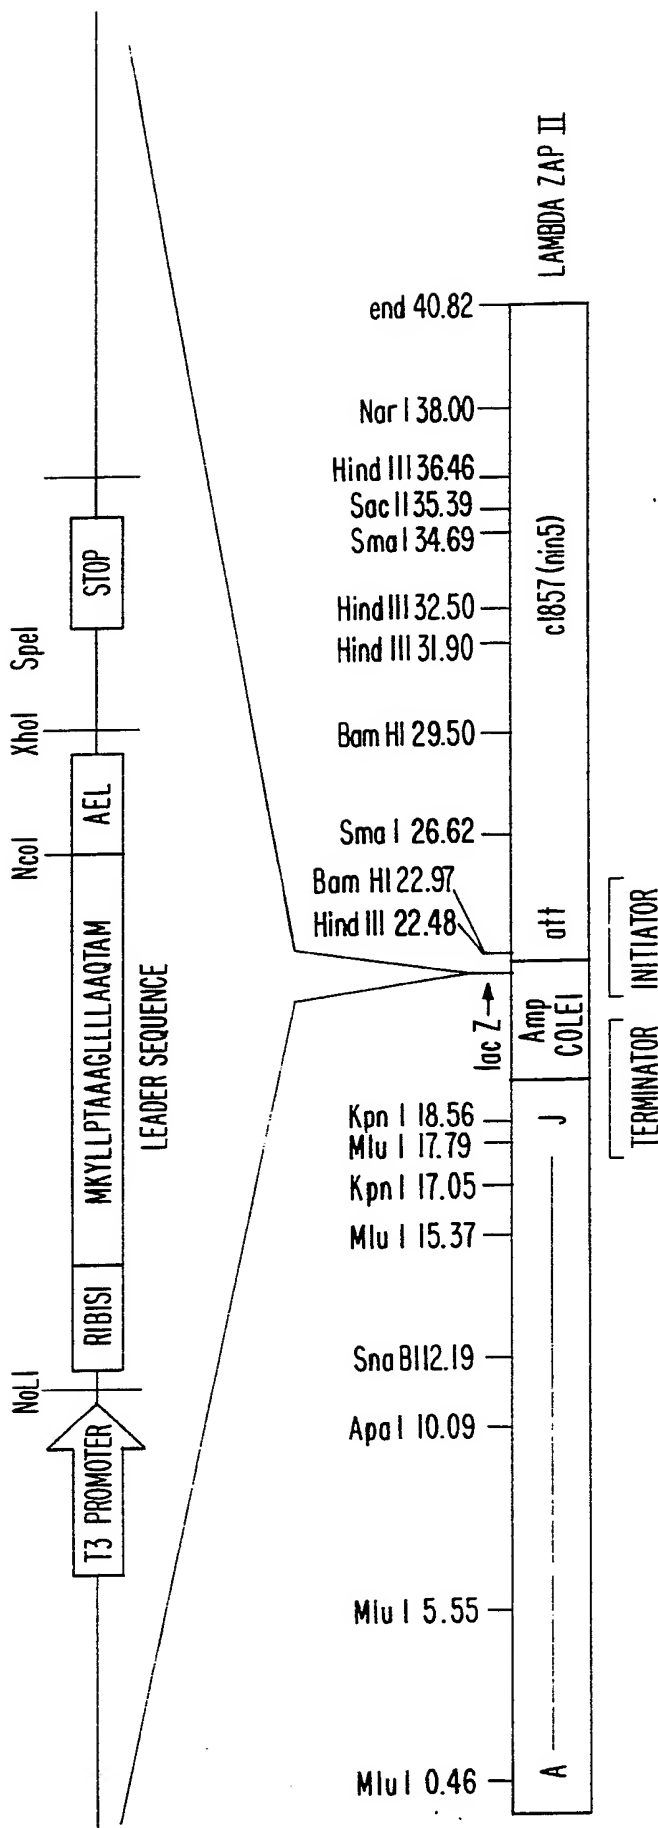 NoLI
NcoI
XhoI
SpeI
T3 PROMOTER
RIBISI
MKYLLPTAAAGLLLLAAQTAM
AEL
STOP
LEADER SEQUENCE
Mlu I 0.46
Mlu I 5.55
Apa I 10.09
Sna BI 12.19
Mlu I 15.37
Kpn I 17.05
Mlu I 17.79
Kpn I 18.56
lac Z
Hind III 22.48
Bam HI 22.97
Sma I 26.62
Bam HI 29.50
Hind III 31.90
Hind III 32.50
Sma I 34.69
Sac II 35.39
Hind III 36.46
Nar I 38.00
end 40.82
A
J
Amp
COLEI
att
cI857 (nin5)
LAMBDA ZAP II
TERMINATOR
INITIATOR